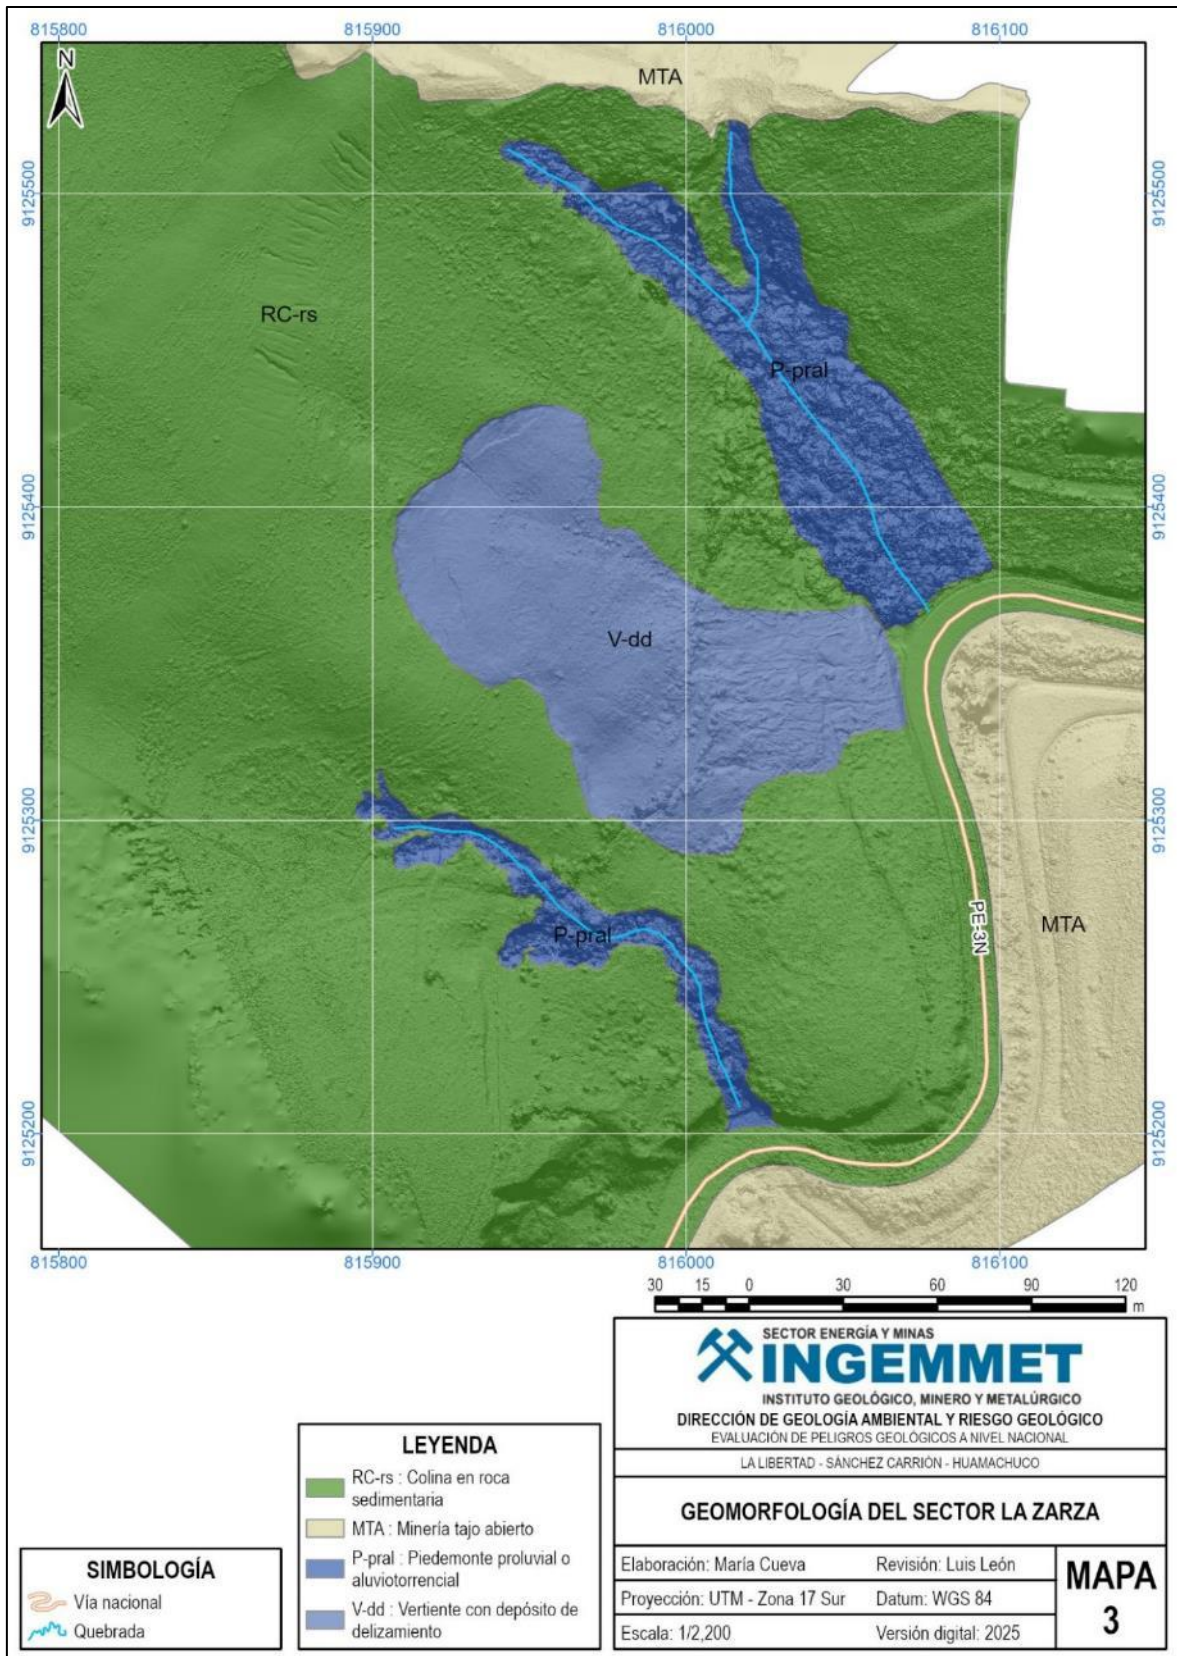 815800
815900
816000
816100
N
MTA
9125500
9125500
RC-rs
P-pral
9125400
9125400
V-dd
9125300
9125300
PE-3N
MTA
P-pral
9125200
9125200
815800
815900
816000
816100
30 15 0 30 60 90 120
m
SECTOR ENERGÍA Y MINAS
INGEMMET
INSTITUTO GEOLÓGICO, MINERO Y METALÚRGICO
DIRECCIÓN DE GEOLOGÍA AMBIENTAL Y RIESGO GEOLÓGICO
EVALUACIÓN DE PELIGROS GEOLÓGICOS A NIVEL NACIONAL
LA LIBERTAD - SÁNCHEZ CARRIÓN - HUAMACHUCO
GEOMORFOLOGÍA DEL SECTOR LA ZARZA
Elaboración: María Cueva
Revisión: Luis León
Proyección: UTM - Zona 17 Sur
Datum: WGS 84
Escala: 1/2,200
Versión digital: 2025
MAPA
3
LEYENDA
RC-rs : Colina en roca
sedimentaria
MTA : Minería tajo abierto
P-pral : Piedemonte proluvial o
aluviotorrencial
V-dd : Vertiente con depósito de
delizamiento
SIMBOLOGÍA
Vía nacional
Quebrada